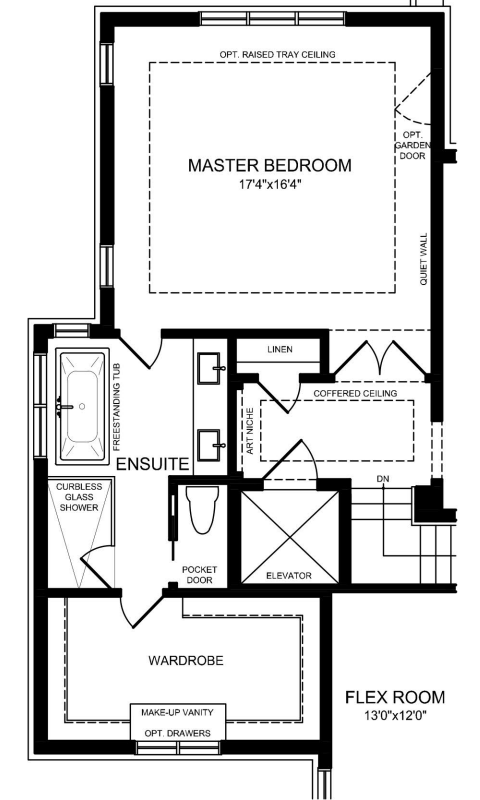 OPT. RAISED TRAY CEILING
OPT.
GARDEN
DOOR
MASTER BEDROOM
17'4"x16'4"
QUIET WALL
LINEN
FREESTANDING TUB
COFFERED CEILING
ART NICHE
ENSUITE
CURBLESS
GLASS
SHOWER
DN
POCKET
DOOR
ELEVATOR
WARDROBE
FLEX ROOM
13'0"x12'0"
MAKE-UP VANITY
OPT. DRAWERS